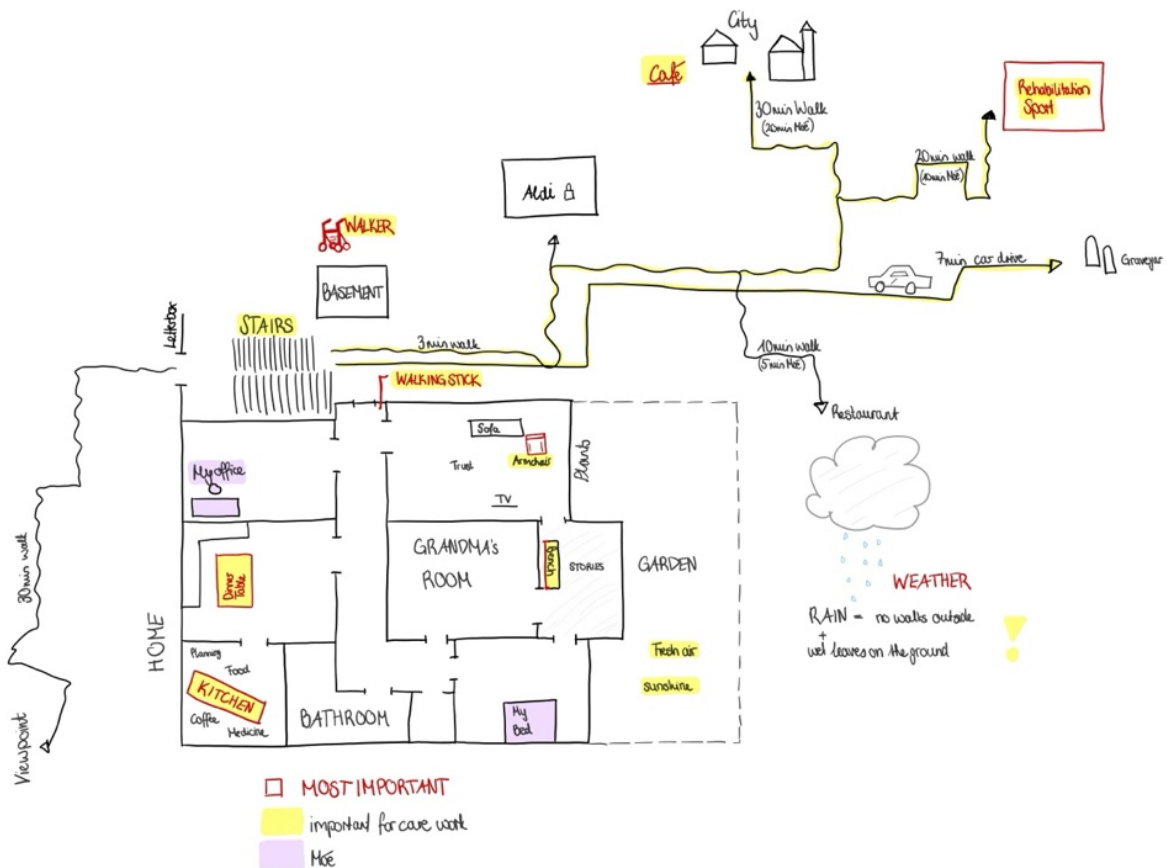 City
Café
30min Walk
(20min Moé)
Rehabilitation
Sport
20min walk
(10min Moé)
Aldi
WALKER
BASEMENT
7min car drive
Graveyar
Letterbox
STAIRS
3min walk
WALKING STICK
10min walk
(5min Moé)
Restaurant
My office
Sofa
Armchair
Trust
TV
Plants
GRANDMA's
ROOM
Bench
STORIES
GARDEN
Dinner
Table
30min walk
HOME
WEATHER
RAIN = no walks outside
+
wet leaves on the ground
Fresh air
sunshine
Planning
Food
KITCHEN
Coffee
Medicine
BATHROOM
My
Bed
Viewpoint
MOST IMPORTANT
important for care work
Moé